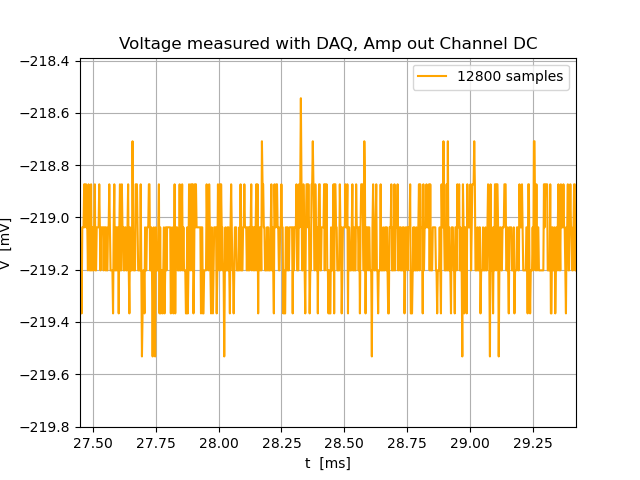 Voltage measured with DAQ, Amp out Channel DC
12800 samples
−218.4
−218.6
−218.8
−219.0
−219.2
−219.4
−219.6
−219.8
V [mV]
27.50 27.75 28.00 28.25 28.50 28.75 29.00 29.25
t [ms]